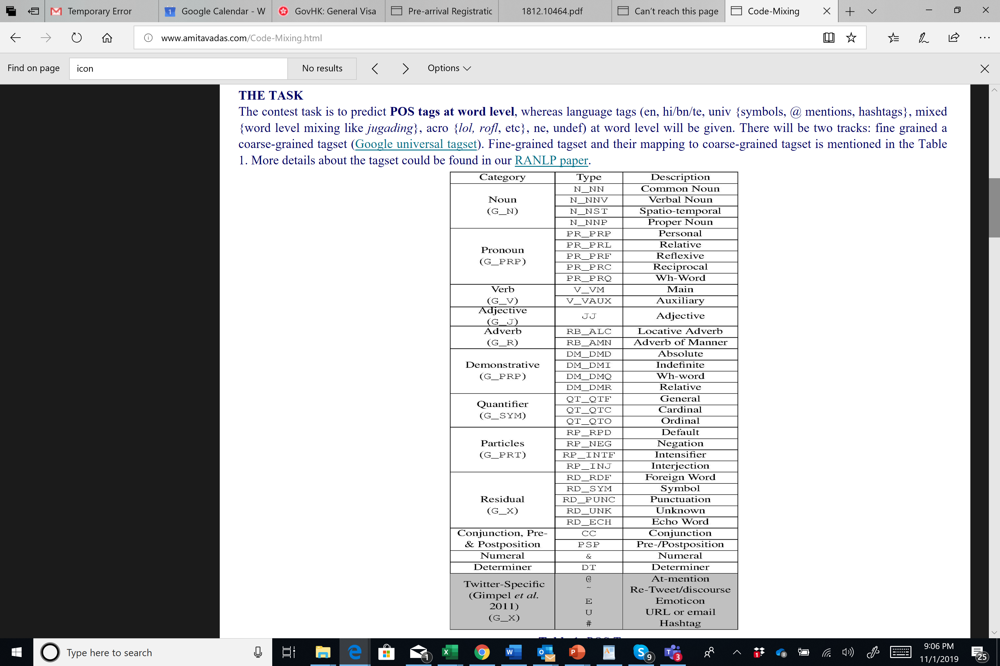 Temporary Error
1
Google Calendar - W
GovHK: General Visa
Pre-arrival Registratic
1812.10464.pdf
Can't reach this page
Code-Mixing
www.amitavadas.com/Code-Mixing.html
Find on page
icon
No results
Options
THE TASK
The contest task is to predict POS tags at word level, whereas language tags (en, hi/bn/te, univ {symbols, @ mentions, hashtags}, mixed
{word level mixing like jugading}, acro {lol, rofl, etc}, ne, undef) at word level will be given. There will be two tracks: fine grained a
coarse-grained tagset (Google universal tagset). Fine-grained tagset and their mapping to coarse-grained tagset is mentioned in the Table
1. More details about the tagset could be found in our RANLP paper.
Category Type Description
Noun
(G_N)
N_NN Common Noun
N_NNV Verbal Noun
N_NST Spatio-temporal
N_NNP Proper Noun
Pronoun
(G_PRP)
PR_PRP Personal
PR_PRL Relative
PR_PRF Reflexive
PR_PRC Reciprocal
PR_PRQ Wh-Word
Verb
(G_V)
V_VM Main
V_VAUX Auxiliary
Adjective
(G_J)
JJ Adjective
Adverb
(G_R)
RB_ALC Locative Adverb
RB_AMN Adverb of Manner
Demonstrative
(G_PRP)
DM_DMD Absolute
DM_DMI Indefinite
DM_DMQ Wh-word
DM_DMR Relative
Quantifier
(G_SYM)
QT_QTF General
QT_QTC Cardinal
QT_QTO Ordinal
Particles
(G_PRT)
RP_RPD Default
RP_NEG Negation
RP_INTF Intensifier
RP_INJ Interjection
Residual
(G_X)
RD_RDF Foreign Word
RD_SYM Symbol
RD_PUNC Punctuation
RD_UNK Unknown
RD_ECH Echo Word
Conjunction, Pre-
& Postposition
CC Conjunction
PSP Pre-/Postposition
Numeral & Numeral
Determiner DT Determiner
Twitter-Specific
(Gimpel et al.
2011)
(G_X)
@ At-mention
~ Re-Tweet/discourse
E Emoticon
U URL or email
# Hashtag
Type here to search
1
9
3
1
9:06 PM
11/1/2019
25